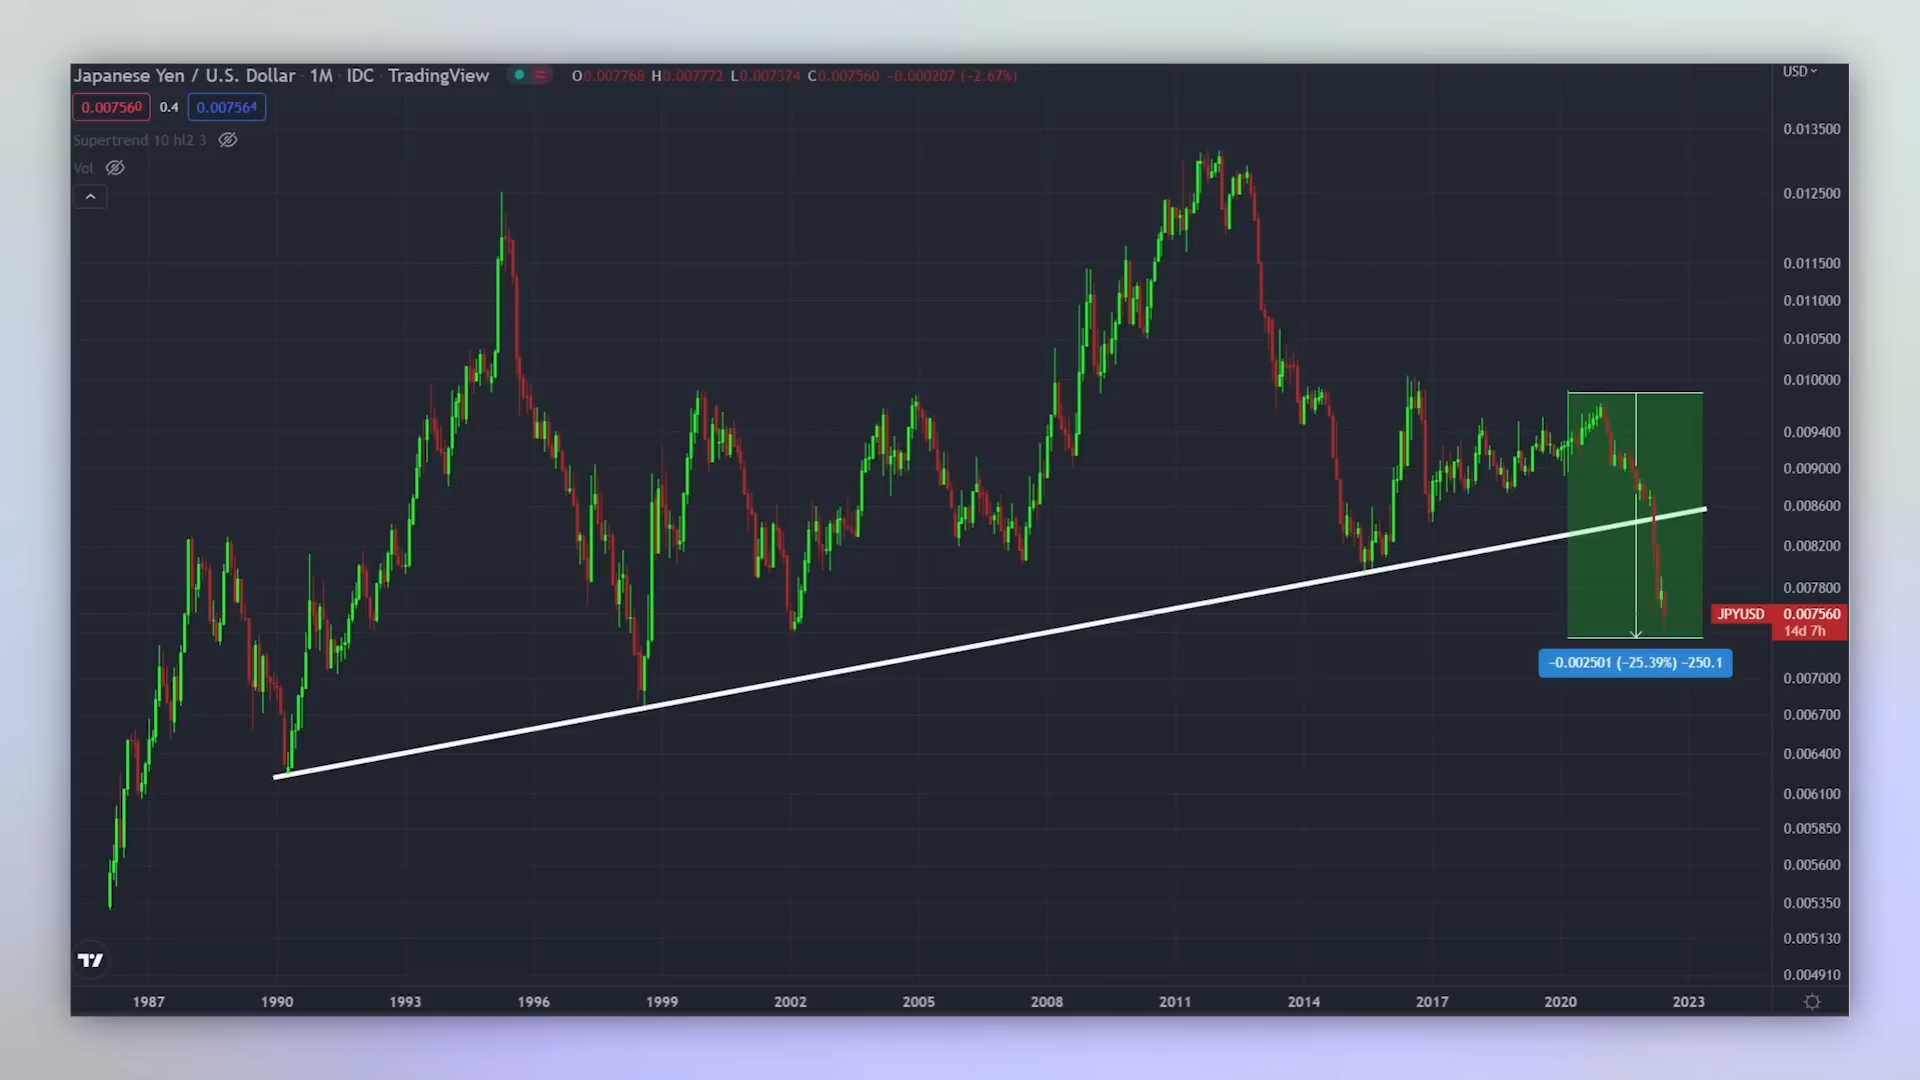 Japanese Yen / U.S. Dollar · 1M · IDC · TradingView O0.007768 H0.007772 L0.007374 C0.007560 −0.000207 (−2.67%)
USD
0.007560 0.4 0.007564
Supertrend 10 hl2 3
Vol
0.013500
0.012500
0.011500
0.011000
0.010500
0.010000
0.009400
0.009000
0.008600
0.008200
0.007800
JPYUSD 0.007560
14d 7h
−0.002501 (−25.39%) −250.1
0.007000
0.006700
0.006400
0.006100
0.005850
0.005600
0.005350
0.005130
0.004910
1987 1990 1993 1996 1999 2002 2005 2008 2011 2014 2017 2020 2023